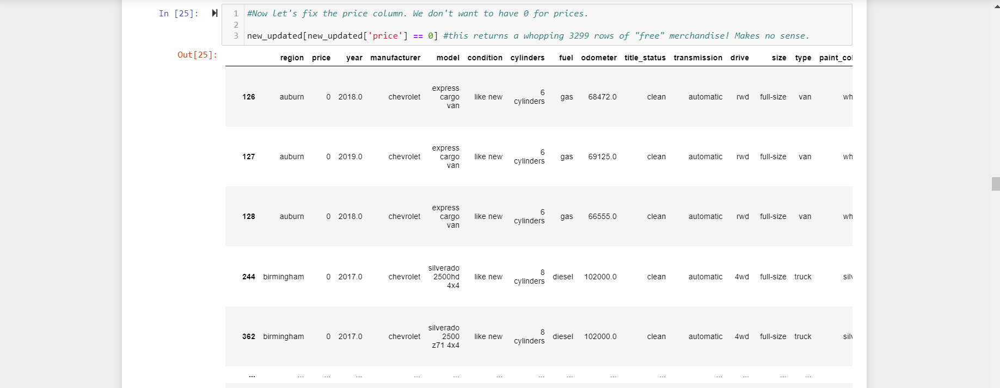 In [25]:
1 #Now let's fix the price column. We don't want to have 0 for prices.
2
3 new_updated[new_updated['price'] == 0] #this returns a whopping 3299 rows of "free" merchandise! Makes no sense.
Out[25]:
region price year manufacturer model condition cylinders fuel odometer title_status transmission drive size type paint_col
126 auburn 0 2018.0 chevrolet express cargo van like new 6 cylinders gas 68472.0 clean automatic rwd full-size van wh
127 auburn 0 2019.0 chevrolet express cargo van like new 6 cylinders gas 69125.0 clean automatic rwd full-size van wh
128 auburn 0 2018.0 chevrolet express cargo van like new 6 cylinders gas 66555.0 clean automatic rwd full-size van wh
244 birmingham 0 2017.0 chevrolet silverado 2500hd 4x4 like new 8 cylinders diesel 102000.0 clean automatic 4wd full-size truck silv
362 birmingham 0 2017.0 chevrolet silverado 2500 z71 4x4 like new 8 cylinders diesel 102000.0 clean automatic 4wd full-size truck silv
... ... ... ... ... ... ... ... ... ... ... ... ... ... ...